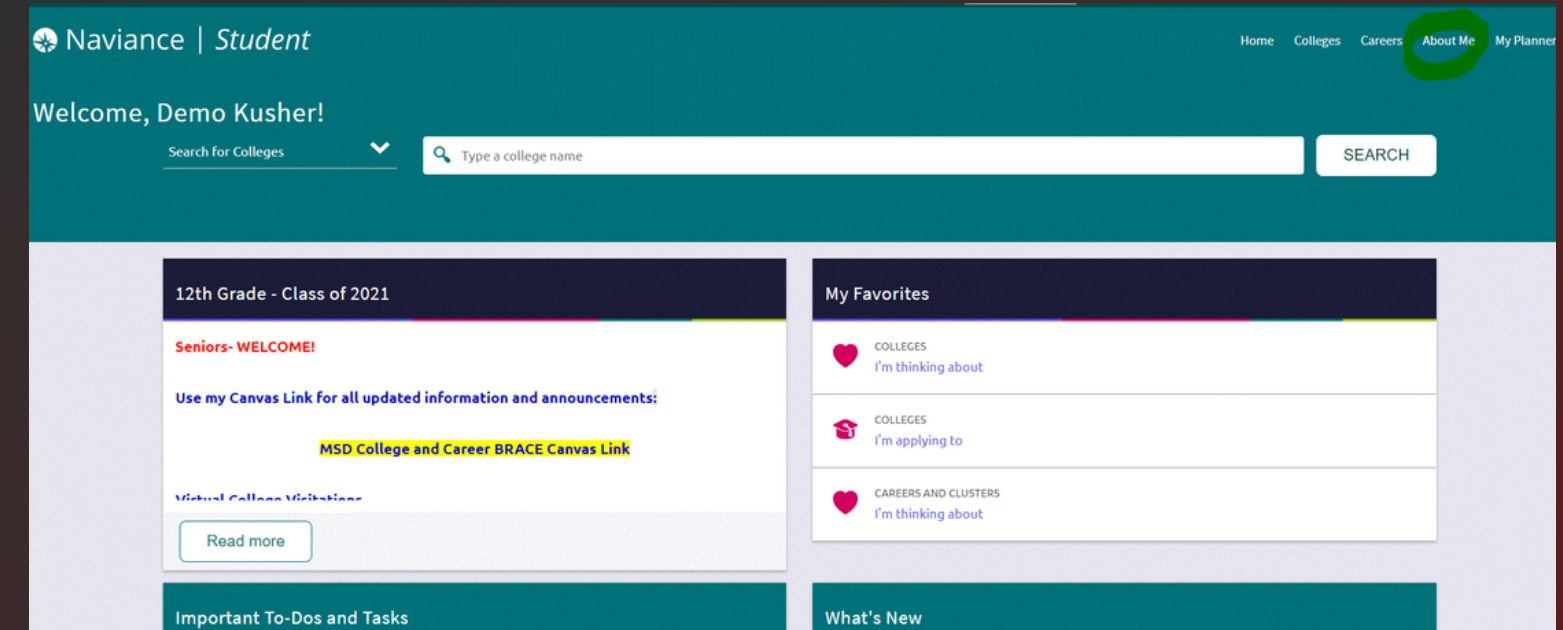 Naviance | Student
Home Colleges Careers About Me My Planner
Welcome, Demo Kusher!
Search for Colleges
Type a college name
SEARCH
12th Grade - Class of 2021
Seniors- WELCOME!
Use my Canvas Link for all updated information and announcements:
MSD College and Career BRACE Canvas Link
Virtual College Visitations
Read more
My Favorites
COLLEGES
I'm thinking about
COLLEGES
I'm applying to
CAREERS AND CLUSTERS
I'm thinking about
Important To-Dos and Tasks
What's New